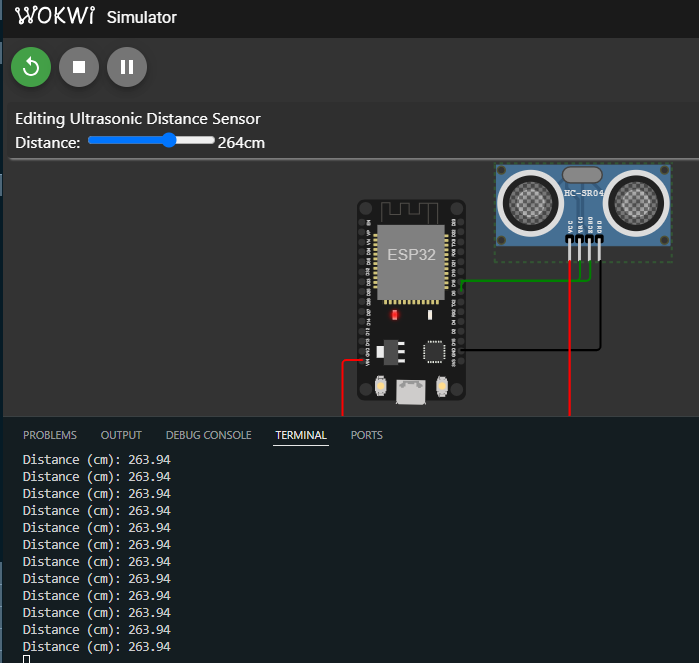 WOKWI Simulator
Editing Ultrasonic Distance Sensor
Distance: 264cm
HC-SR04
VCC TRIG ECHO GND
ESP32
PROBLEMS OUTPUT DEBUG CONSOLE TERMINAL PORTS
Distance (cm): 263.94
Distance (cm): 263.94
Distance (cm): 263.94
Distance (cm): 263.94
Distance (cm): 263.94
Distance (cm): 263.94
Distance (cm): 263.94
Distance (cm): 263.94
Distance (cm): 263.94
Distance (cm): 263.94
Distance (cm): 263.94
Distance (cm): 263.94